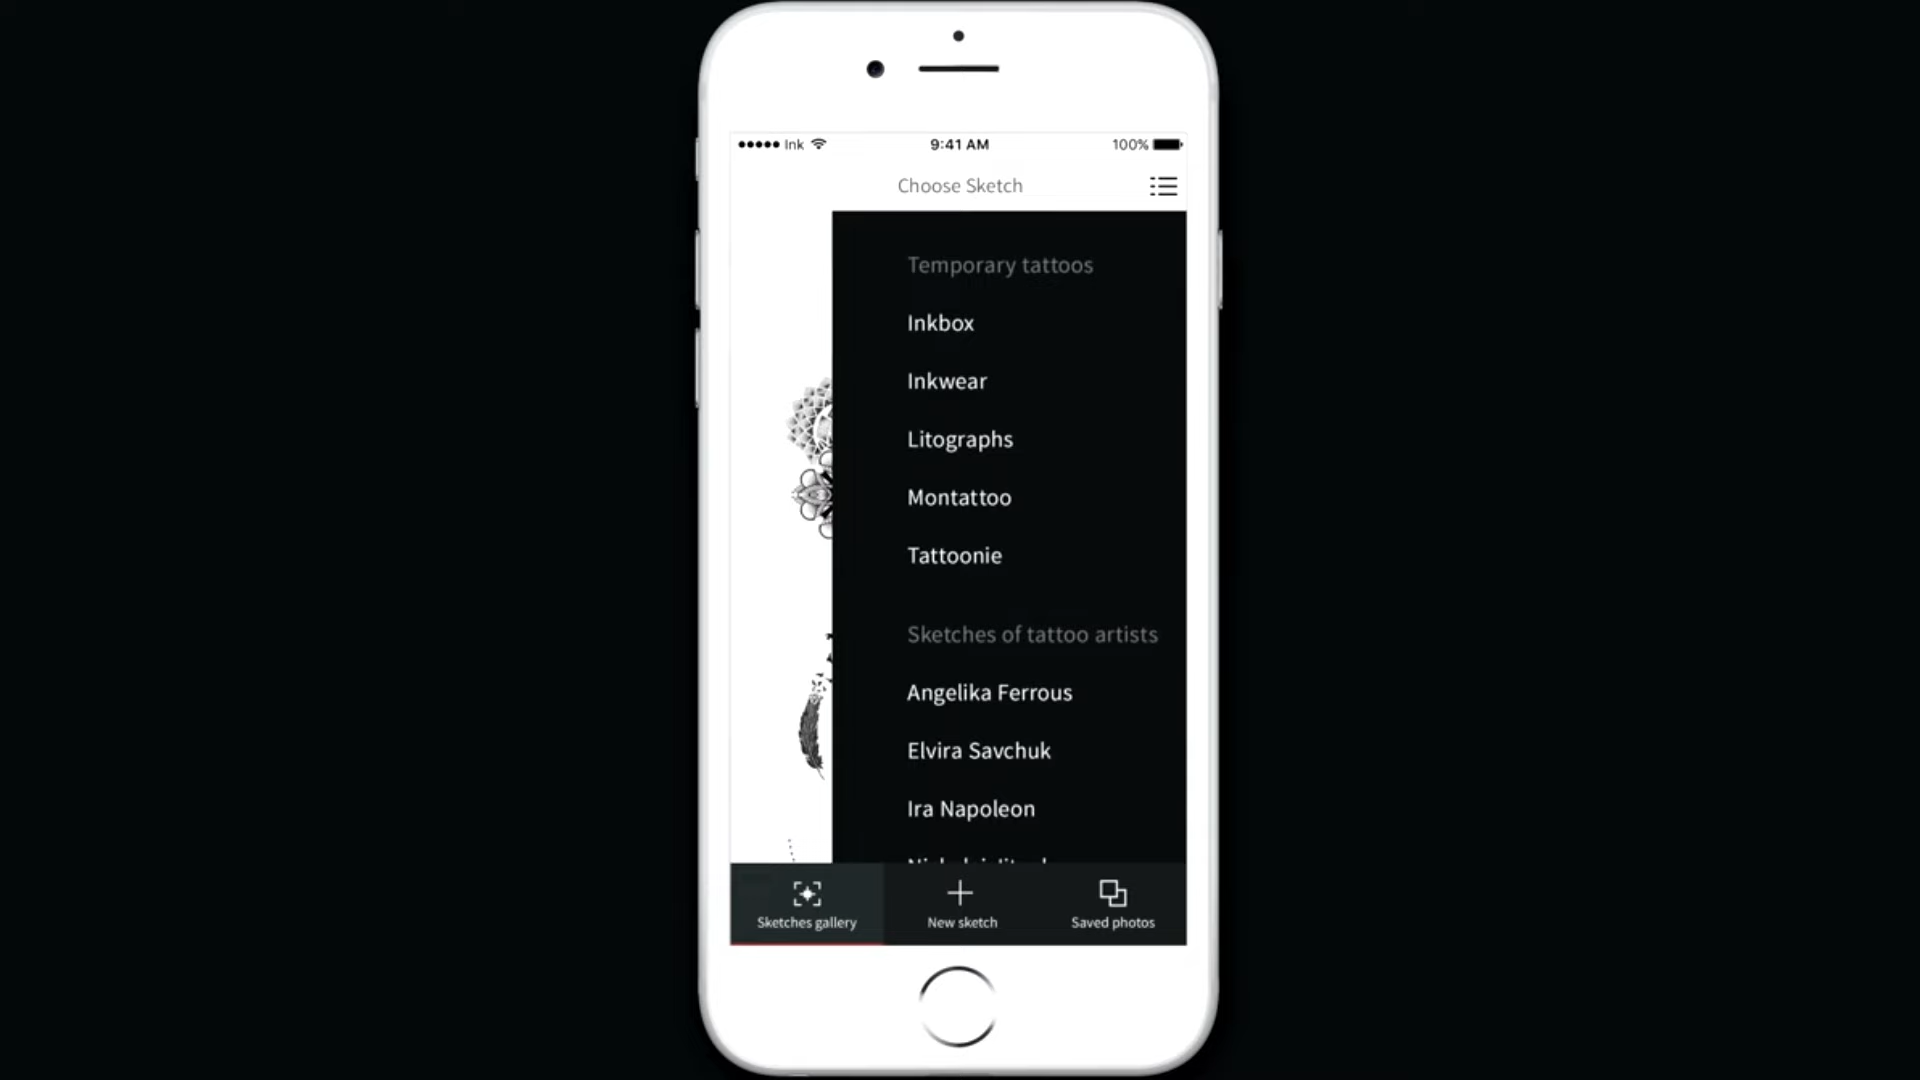 Ink 9:41 AM 100%
Choose Sketch
Temporary tattoos
Inkbox
Inkwear
Litographs
Montattoo
Tattoonie
Sketches of tattoo artists
Angelika Ferrous
Elvira Savchuk
Ira Napoleon
Sketches gallery New sketch Saved photos